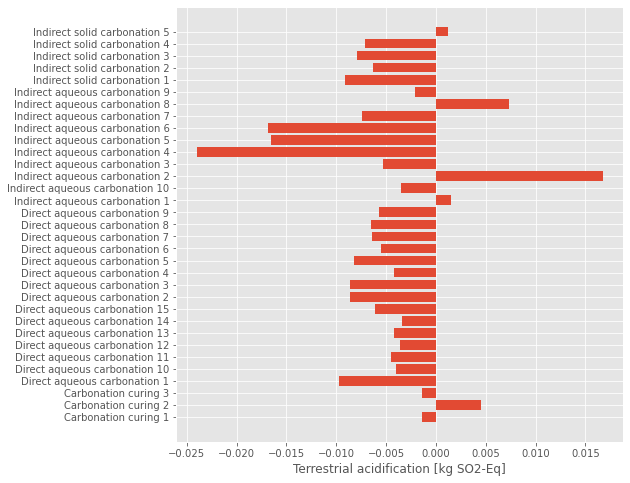 Indirect solid carbonation 5
Indirect solid carbonation 4
Indirect solid carbonation 3
Indirect solid carbonation 2
Indirect solid carbonation 1
Indirect aqueous carbonation 9
Indirect aqueous carbonation 8
Indirect aqueous carbonation 7
Indirect aqueous carbonation 6
Indirect aqueous carbonation 5
Indirect aqueous carbonation 4
Indirect aqueous carbonation 3
Indirect aqueous carbonation 2
Indirect aqueous carbonation 10
Indirect aqueous carbonation 1
Direct aqueous carbonation 9
Direct aqueous carbonation 8
Direct aqueous carbonation 7
Direct aqueous carbonation 6
Direct aqueous carbonation 5
Direct aqueous carbonation 4
Direct aqueous carbonation 3
Direct aqueous carbonation 2
Direct aqueous carbonation 15
Direct aqueous carbonation 14
Direct aqueous carbonation 13
Direct aqueous carbonation 12
Direct aqueous carbonation 11
Direct aqueous carbonation 10
Direct aqueous carbonation 1
Carbonation curing 3
Carbonation curing 2
Carbonation curing 1
−0.025 −0.020 −0.015 −0.010 −0.005 0.000 0.005 0.010 0.015
Terrestrial acidification [kg SO2-Eq]